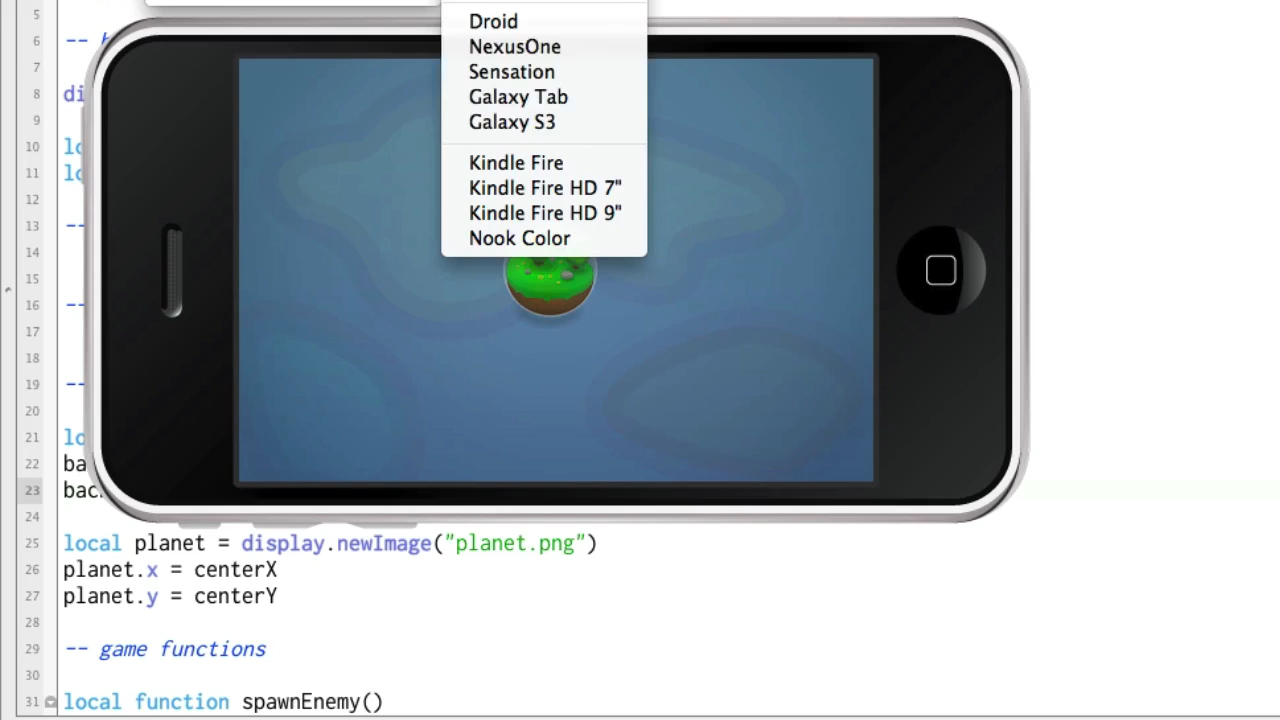 5
Droid
6 --
NexusOne
7
Sensation
8 di
Galaxy Tab
9
Galaxy S3
10 lo
Kindle Fire
11 lo
Kindle Fire HD 7"
12
Kindle Fire HD 9"
13 --
Nook Color
14
15
16 --
17
18
19 --
20
21 lo
22 ba
23 bac
24
25 local planet = display.newImage("planet.png")
26 planet.x = centerX
27 planet.y = centerY
28
29 -- game functions
30
31 local function spawnEnemy()